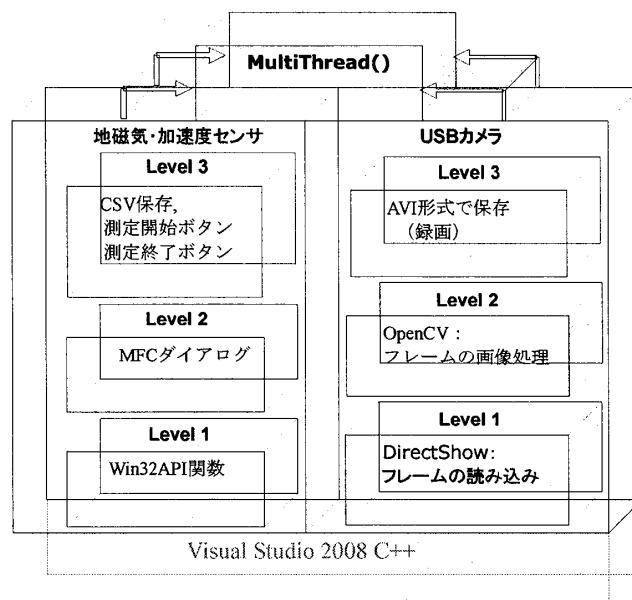 MultiThread()
地磁気・加速度センサ
Level 3
CSV保存,
測定開始ボタン
測定終了ボタン
Level 2
MFCダイアログ
Level 1
Win32API関数
USBカメラ
Level 3
AVI形式で保存
（録画）
Level 2
OpenCV：
フレームの画像処理
Level 1
DirectShow：
フレームの読み込み
Visual Studio 2008 C++